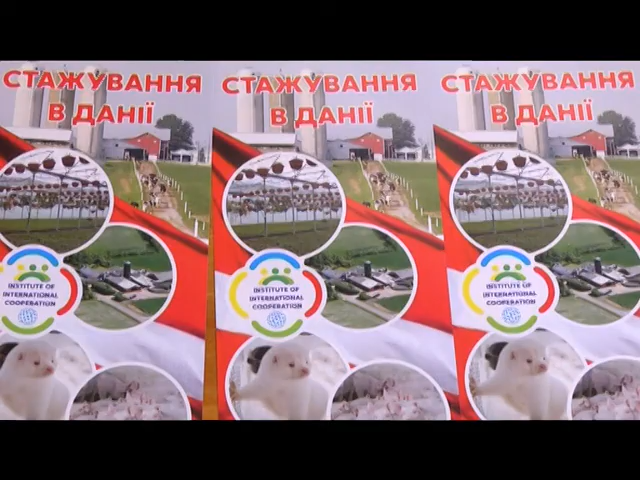 СТАЖУВАННЯ
В ДАНІЇ
INSTITUTE OF
INTERNATIONAL
COOPERATION
СТАЖУВАННЯ
В ДАНІЇ
INSTITUTE OF
INTERNATIONAL
COOPERATION
СТАЖУВАННЯ
В ДАНІЇ
INSTITUTE OF
INTERNATIONAL
COOPERATION